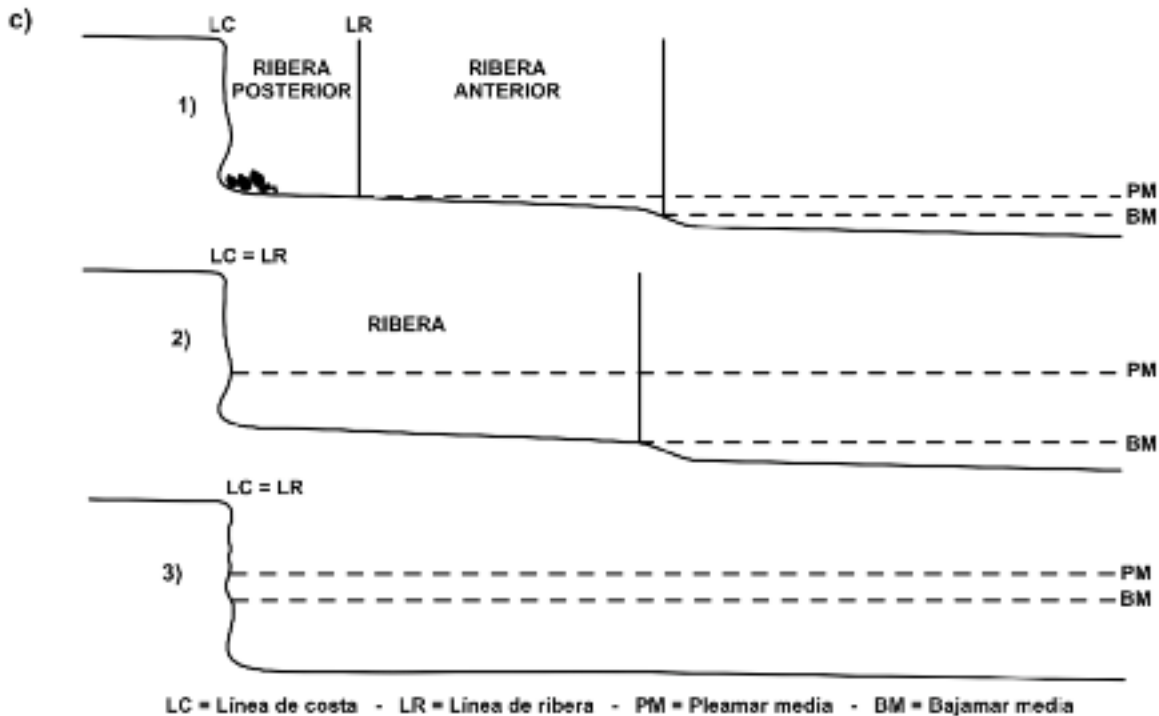 c)
LC LR
RIBERA POSTERIOR
RIBERA ANTERIOR
1)
PM
BM
LC = LR
RIBERA
2)
PM
BM
LC = LR
3)
PM
BM
LC = Línea de costa - LR = Línea de ribera - PM = Pleamar media - BM = Bajamar media